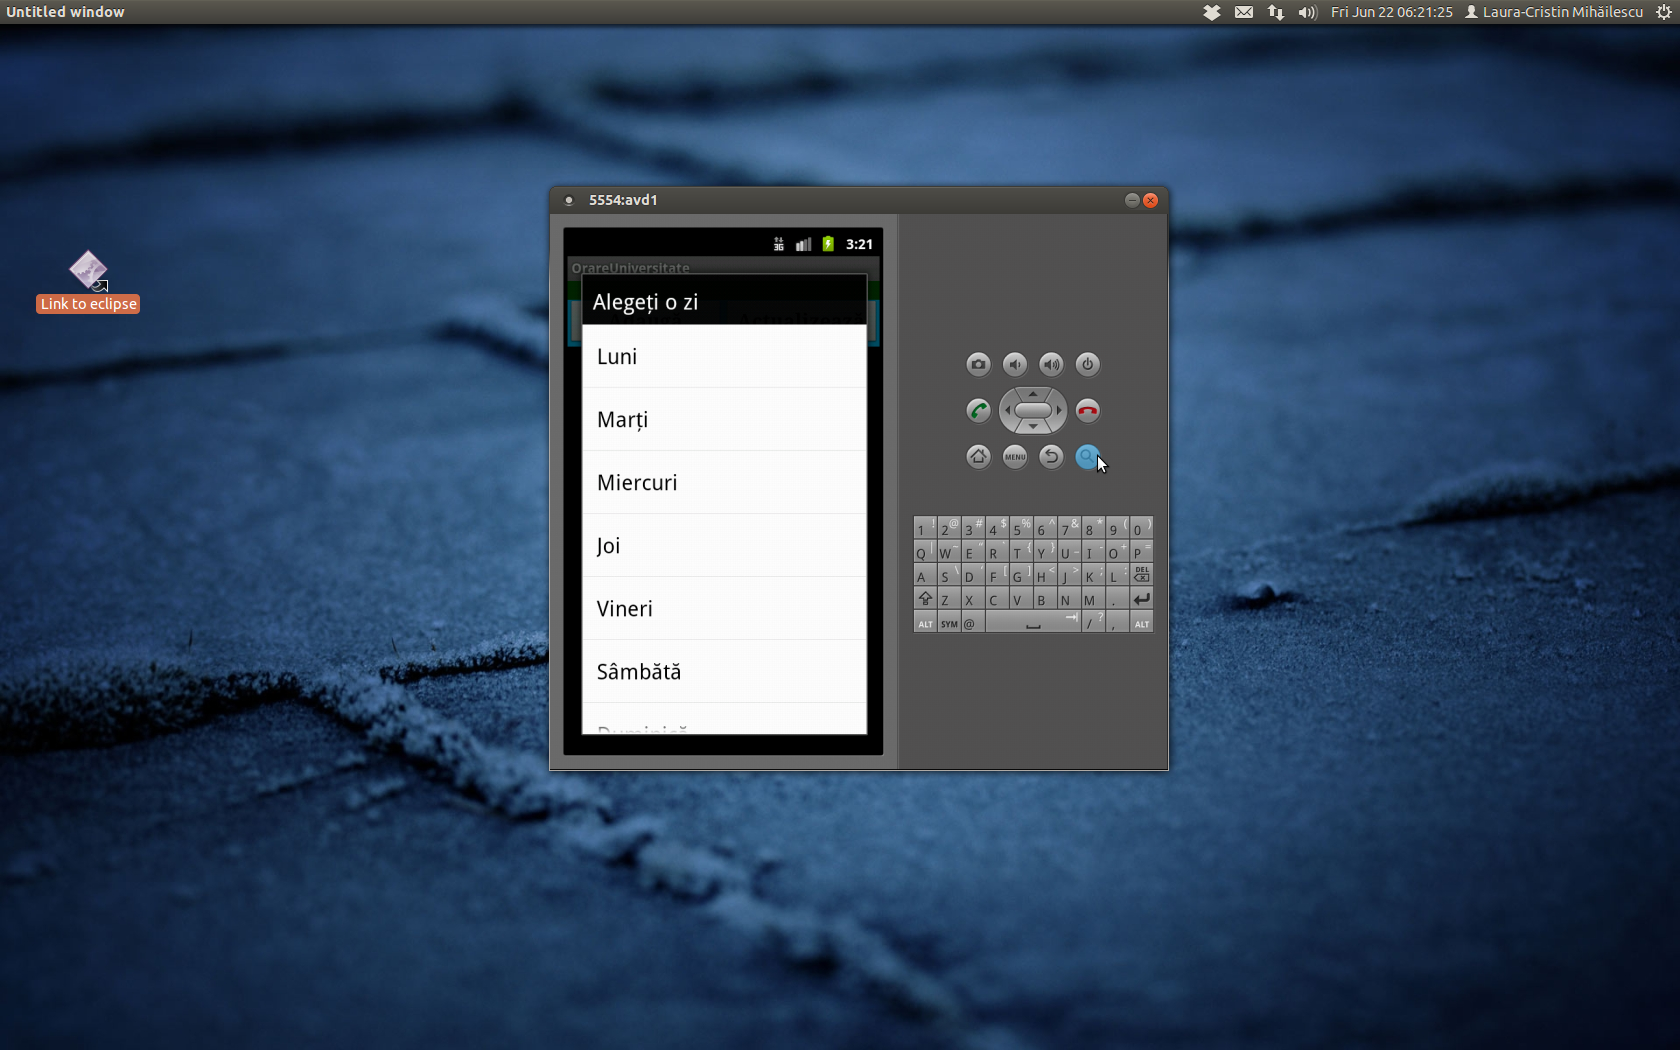 Untitled window
Fri Jun 22 06:21:25
Laura-Cristin Mihăilescu
Link to eclipse
5554:avd1
3G
3:21
OrareUniversitate
Alegeți o zi
Actualizează
Luni
Marți
Miercuri
Joi
Vineri
Sâmbătă
Duminică
MENU
1 ! 2 @ 3 # 4 $ 5 % 6 ^ 7 & 8 * 9 ( 0 )
Q | W ~ E " R ` T { Y } U _ I - O + P =
A S \ D ' F [ G ] H < J > K ; L : DEL
Z X C V B N M .
ALT SYM @ / ? , ALT